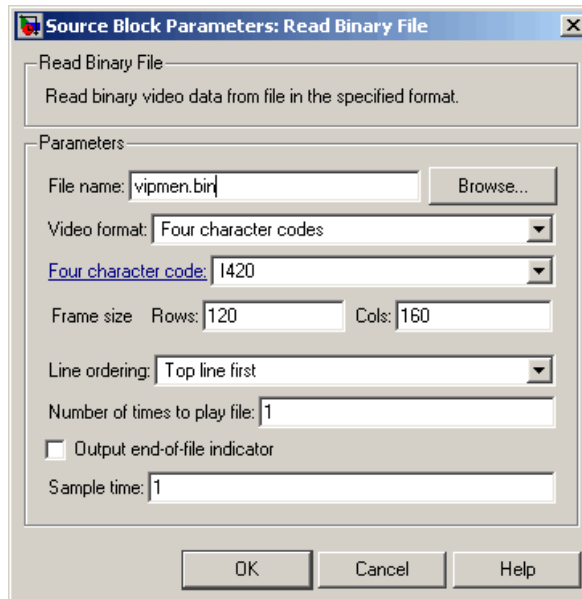 Source Block Parameters: Read Binary File
Read Binary File
Read binary video data from file in the specified format.
Parameters
File name: vipmen.bin Browse...
Video format: Four character codes
Four character code: I420
Frame size Rows: 120 Cols: 160
Line ordering: Top line first
Number of times to play file: 1
Output end-of-file indicator
Sample time: 1
OK Cancel Help